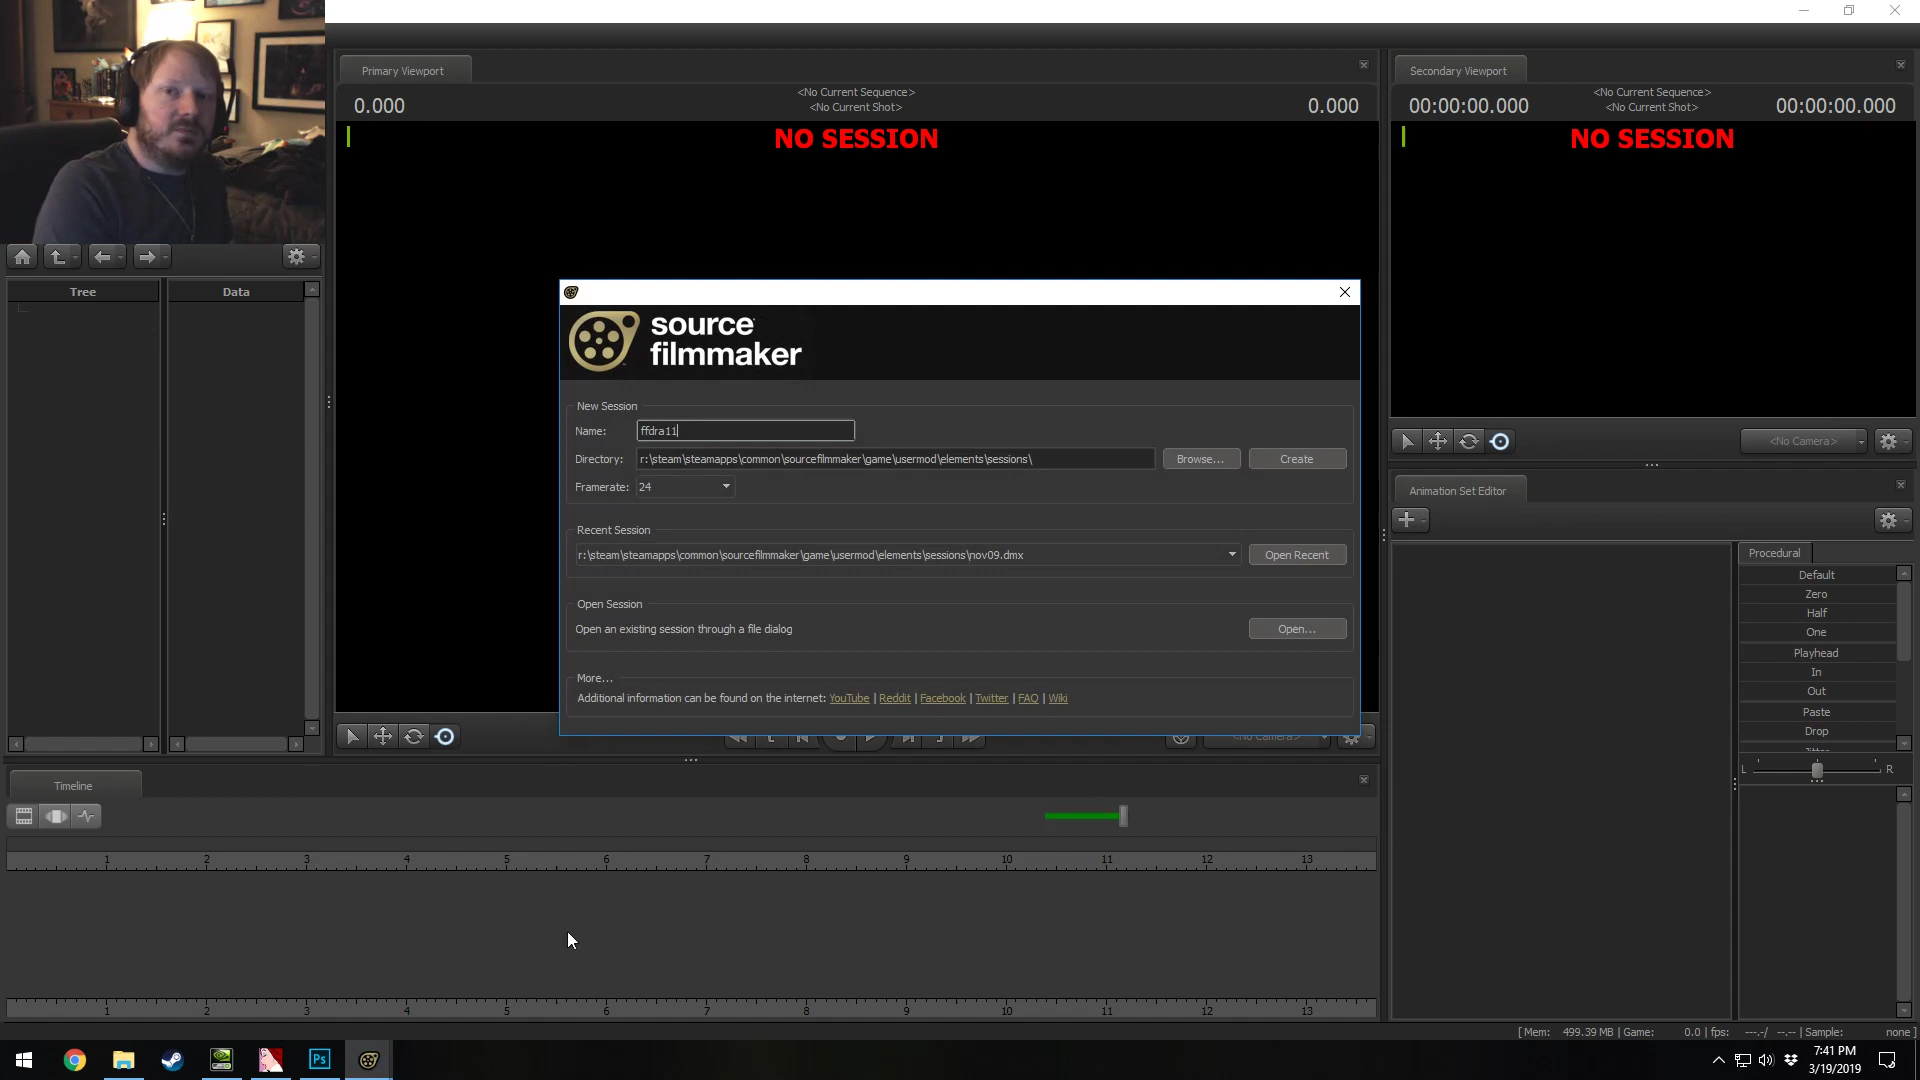 Primary Viewport
<No Current Sequence>
0.000
<No Current Shot>
0.000
NO SESSION
Secondary Viewport
<No Current Sequence>
00:00:00.000
<No Current Shot>
00:00:00.000
NO SESSION
Tree
Data
source
filmmaker
New Session
Name:
ffdra11
Directory:
r:\steam\steamapps\common\sourcefilmmaker\game\usermod\elements\sessions\
Browse...
Create
Framerate:
24
Recent Session
r:\steam\steamapps\common\sourcefilmmaker\game\usermod\elements\sessions\nov09.dmx
Open Recent
Open Session
Open an existing session through a file dialog
Open...
More...
Additional information can be found on the internet: YouTube | Reddit | Facebook | Twitter | FAQ | Wiki
<No Camera>
<No Camera>
Animation Set Editor
Procedural
Default
Zero
Half
One
Playhead
In
Out
Paste
Drop
Jitter
L
R
Timeline
1 2 3 4 5 6 7 8 9 10 11 12 13
1 2 3 4 5 6 7 8 9 10 11 12 13
[ Mem: 499.39 MB | Game: 0.0 | fps: ---.-/ --.-- | Sample: none ]
Ps
7:41 PM
3/19/2019